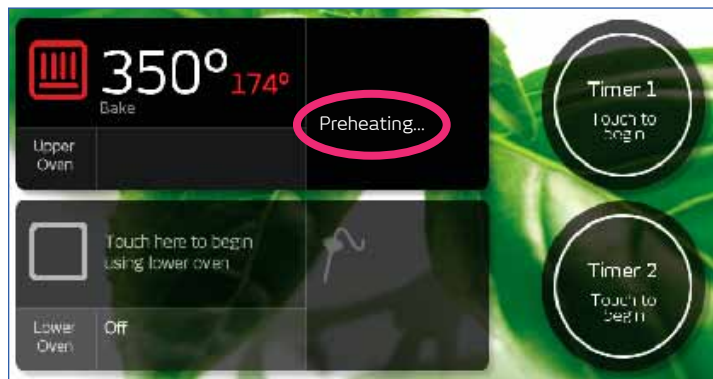 350° 174°
Bake
Preheating...
Upper
Oven
Timer 1
Touch to
begin
Touch here to begin
using lower oven
Lower
Oven
Off
Timer 2
Touch to
begin